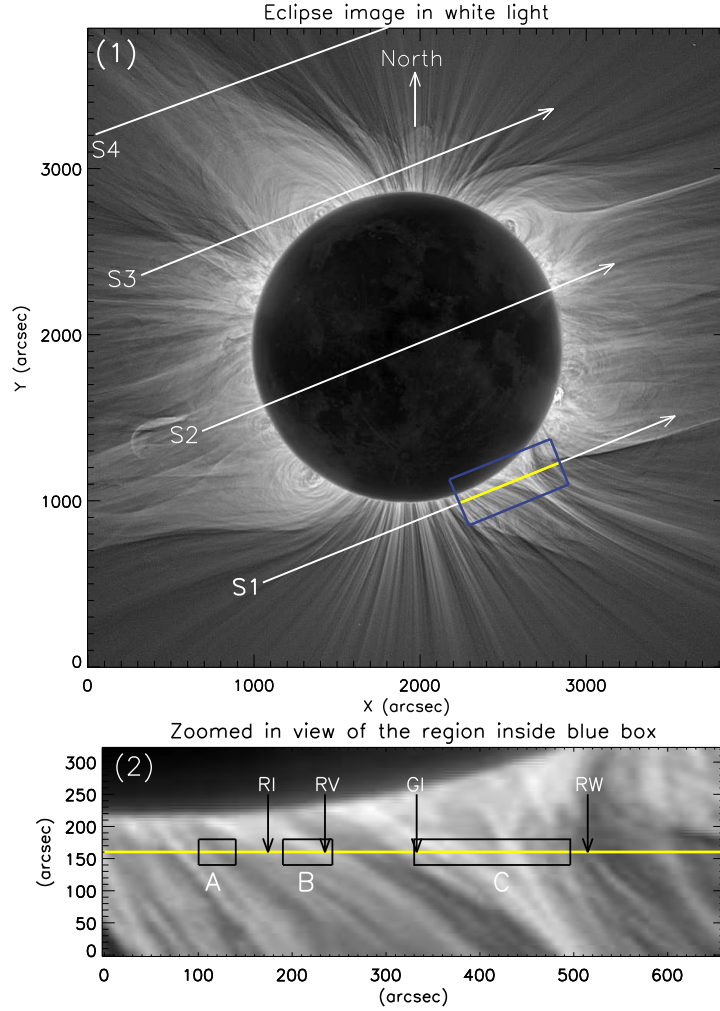 Eclipse image in white light
(1)
North
S4
3000
S3
2000
Y (arcsec)
S2
1000
S1
0
0 1000 2000 3000
X (arcsec)
Zoomed in view of the region inside blue box
(2)
300
250
200
150
100
50
0
(arcsec)
RI RV GI RW
A B C
0 100 200 300 400 500 600
(arcsec)